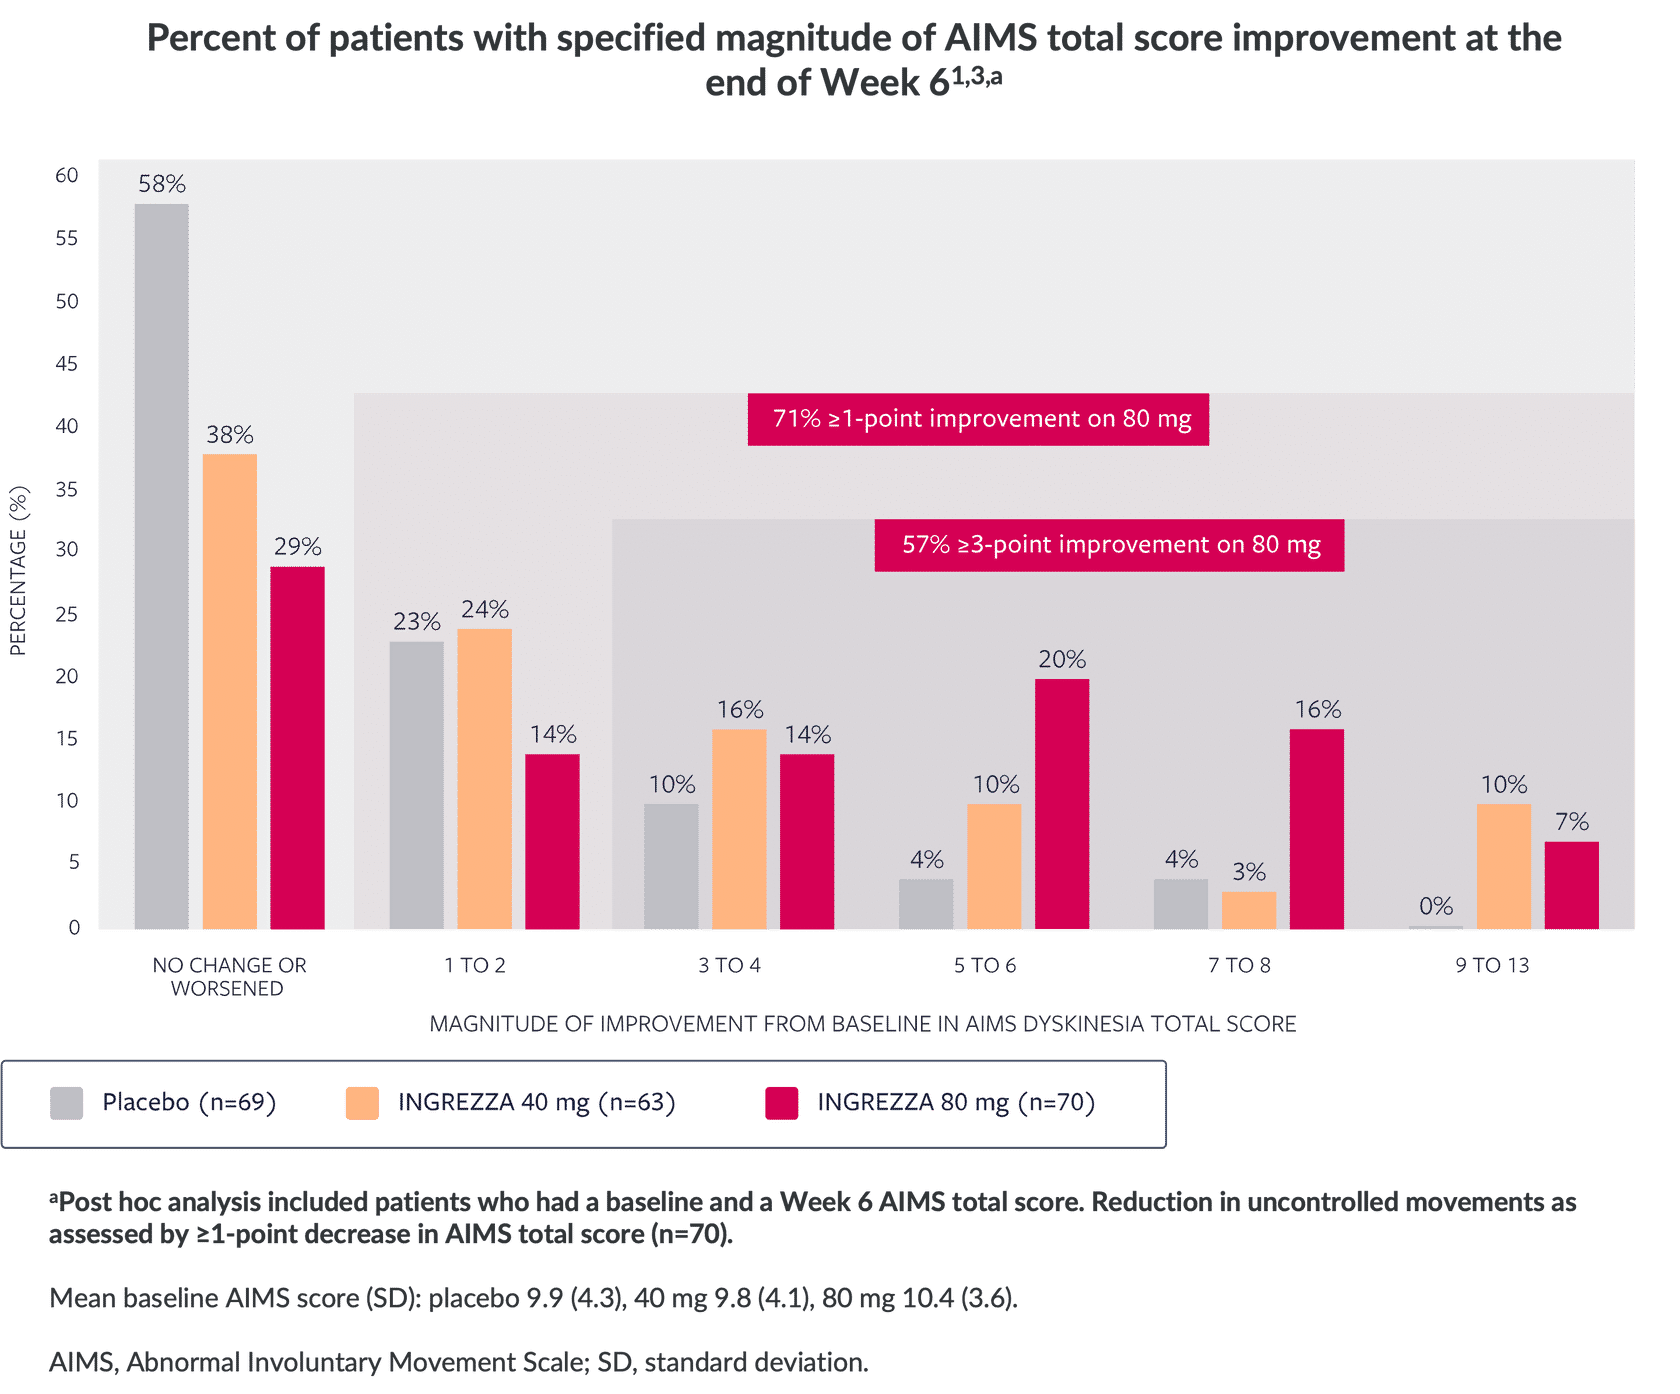 Percent of patients with specified magnitude of AIMS total score improvement at the
end of Week 6¹,³,ᵃ
60
58%
55
50
45
71% ≥1-point improvement on 80 mg
40
38%
35
57% ≥3-point improvement on 80 mg
30
29%
25
23%
24%
20
20%
15
14%
16%
14%
16%
10
10%
10%
10%
5
4%
4%
3%
7%
0
0%
PERCENTAGE (%)
NO CHANGE OR
WORSENED
1 TO 2
3 TO 4
5 TO 6
7 TO 8
9 TO 13
MAGNITUDE OF IMPROVEMENT FROM BASELINE IN AIMS DYSKINESIA TOTAL SCORE
Placebo (n=69)
INGREZZA 40 mg (n=63)
INGREZZA 80 mg (n=70)
ᵃPost hoc analysis included patients who had a baseline and a Week 6 AIMS total score. Reduction in uncontrolled movements as
assessed by ≥1-point decrease in AIMS total score (n=70).
Mean baseline AIMS score (SD): placebo 9.9 (4.3), 40 mg 9.8 (4.1), 80 mg 10.4 (3.6).
AIMS, Abnormal Involuntary Movement Scale; SD, standard deviation.